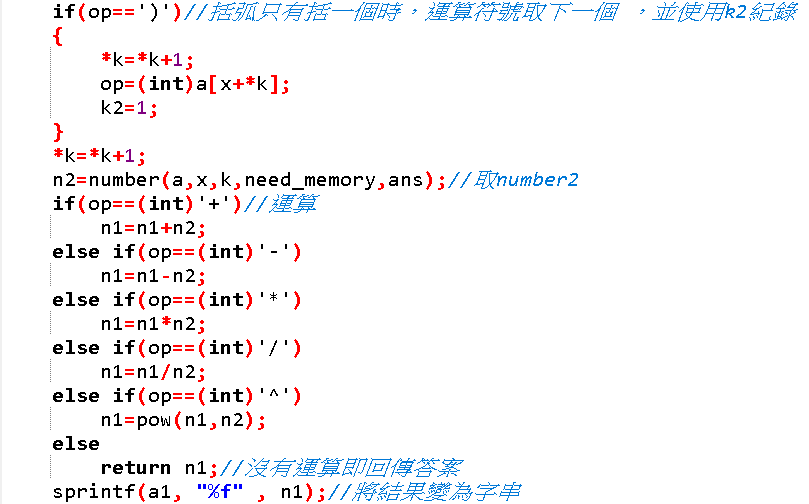 if(op==')')//括弧只有括一個時，運算符號取下一個 ，並使用k2紀錄
{
*k=*k+1;
op=(int)a[x+*k];
k2=1;
}
*k=*k+1;
n2=number(a,x,k,need_memory,ans);//取number2
if(op==(int)'+')//運算
n1=n1+n2;
else if(op==(int)'-')
n1=n1-n2;
else if(op==(int)'*')
n1=n1*n2;
else if(op==(int)'/')
n1=n1/n2;
else if(op==(int)'^')
n1=pow(n1,n2);
else
return n1;//沒有運算即回傳答案
sprintf(a1, "%f" , n1);//將結果變為字串